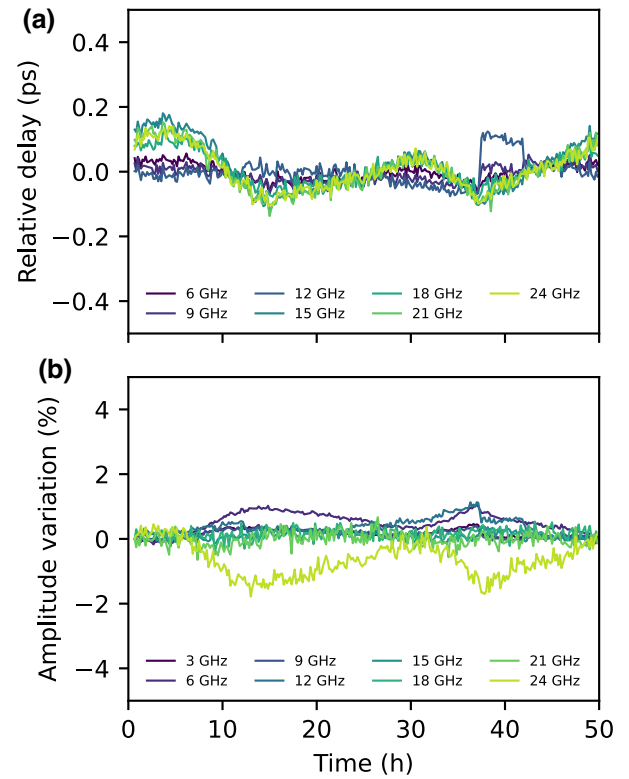 (a)
Relative delay (ps)
0.4
0.2
0.0
−0.2
−0.4
6 GHz 12 GHz 18 GHz 24 GHz
9 GHz 15 GHz 21 GHz
(b)
Amplitude variation (%)
4
2
0
−2
−4
3 GHz 9 GHz 15 GHz 21 GHz
6 GHz 12 GHz 18 GHz 24 GHz
0 10 20 30 40 50
Time (h)